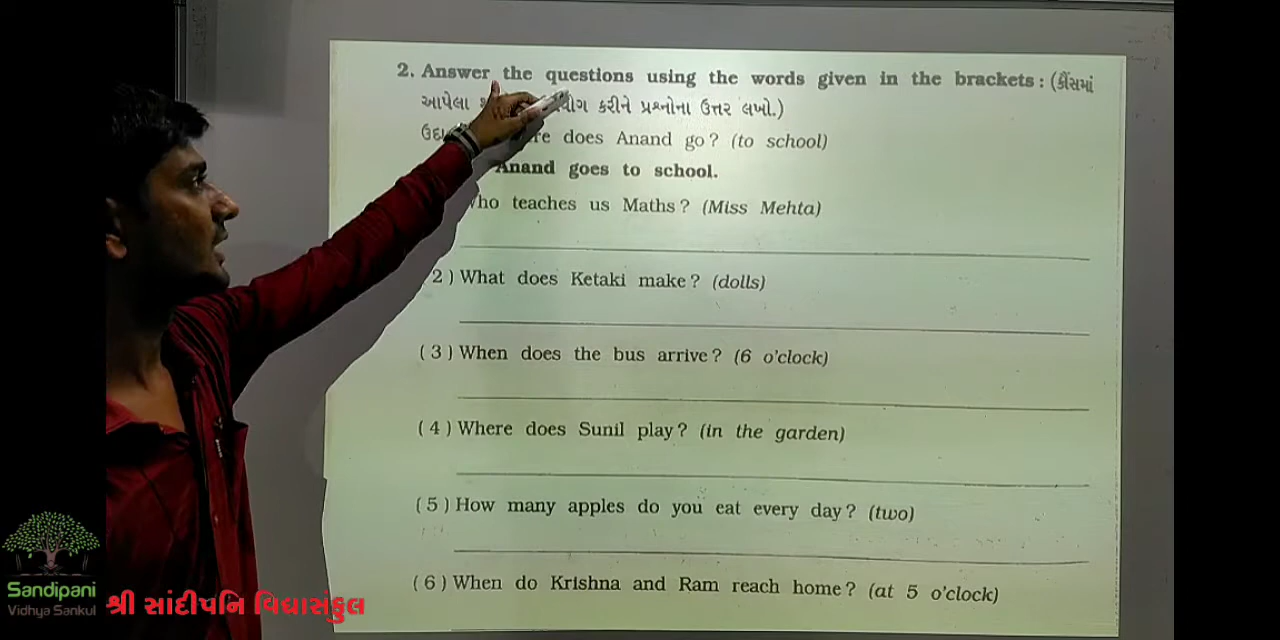 2. Answer the questions using the words given in the brackets : (કૌંસમાં
આપેલા કરીને પ્રશ્નોના ઉત્તર લખો.)
does Anand go? (to school)
Anand goes to school.
teaches us Maths? (Miss Mehta)
2) What does Ketaki make? (dolls)
(3) When does the bus arrive? (6 o'clock)
(4) Where does Sunil play? (in the garden)
(5) How many apples do you eat every day? (two)
(6) When do Krishna and Ram reach home? (at 5 o'clock)
Sandipani
Vidhya Sankul
શ્રી સાંદીપનિ વિદ્યાસંકુલ